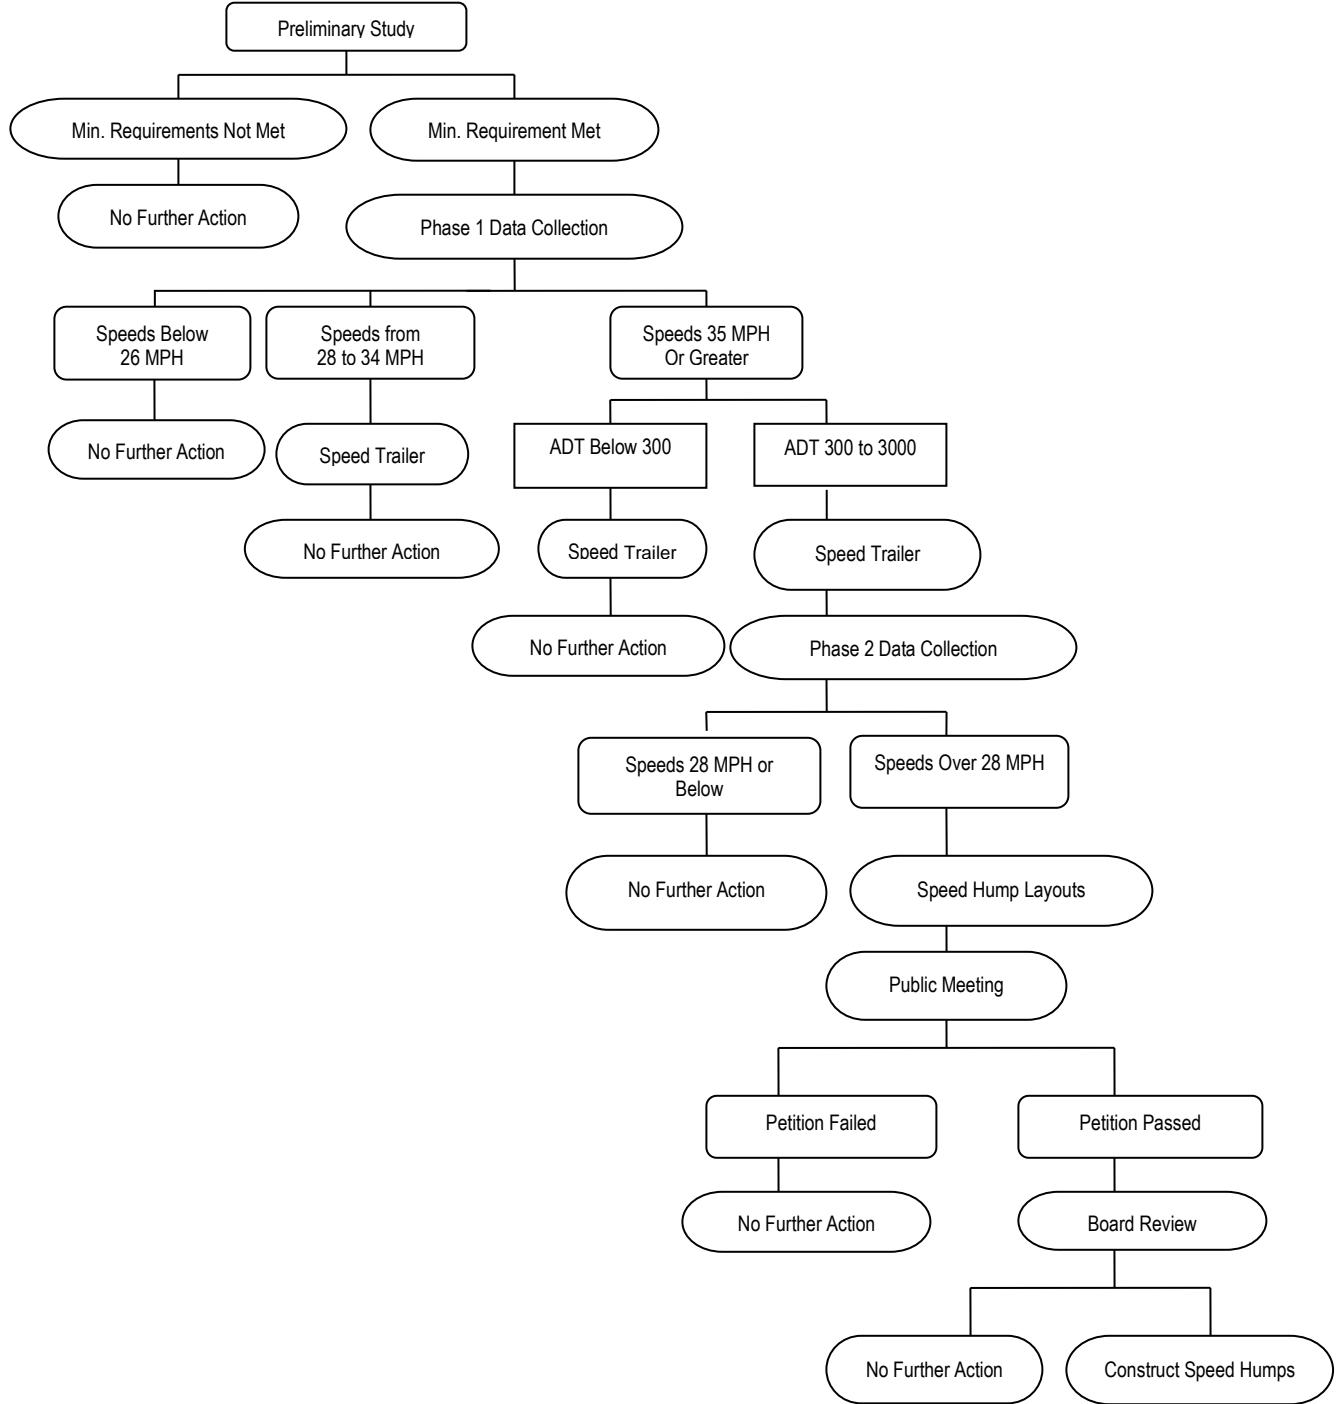 Preliminary Study
Min. Requirements Not Met
Min. Requirement Met
No Further Action
Phase 1 Data Collection
Speeds Below
26 MPH
Speeds from
28 to 34 MPH
Speeds 35 MPH
Or Greater
No Further Action
Speed Trailer
ADT Below 300
ADT 300 to 3000
No Further Action
Speed Trailer
Speed Trailer
No Further Action
Phase 2 Data Collection
Speeds 28 MPH or
Below
Speeds Over 28 MPH
No Further Action
Speed Hump Layouts
Public Meeting
Petition Failed
Petition Passed
No Further Action
Board Review
No Further Action
Construct Speed Humps